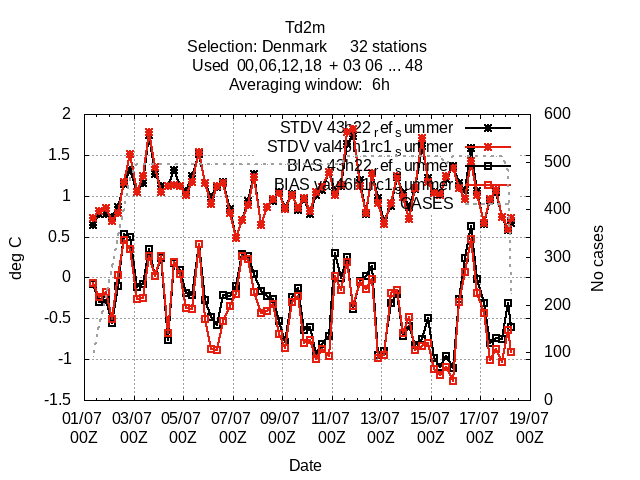 Td2m
Selection: Denmark 32 stations
Used 00,06,12,18 + 03 06 ... 48
Averaging window: 6h
STDV 43h22_ref_summer
STDV val46h1rc1_summer
BIAS 43h22_ref_summer
BIAS val46h1rc1_summer
CASES
2
1.5
1
0.5
0
-0.5
-1
-1.5
deg C
600
500
400
300
200
100
0
No cases
01/07 03/07 05/07 07/07 09/07 11/07 13/07 15/07 17/07 19/07
00Z 00Z 00Z 00Z 00Z 00Z 00Z 00Z 00Z 00Z
Date